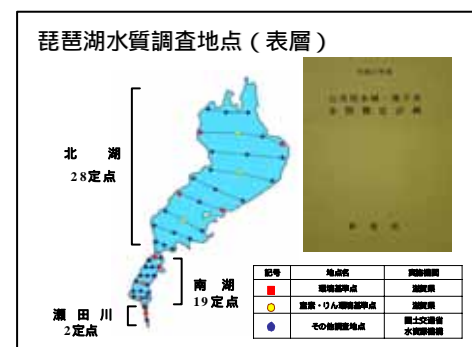 琵琶湖水質調査地点（表層）
北　湖
28定点
南　湖
19定点
瀬 田 川
2定点
記号　地点名　実施機関
環境基準点　滋賀県
窒素・りん環境基準点　滋賀県
その他調査地点　国土交通省
水資源機構